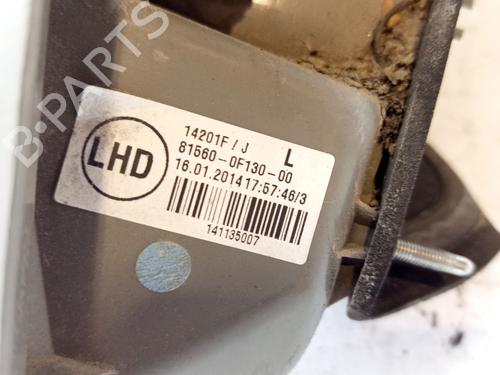 B-PARTS
LHD
14201F / J L
81560-0F130-00
16.01.2014 17:57:46/3
141135007